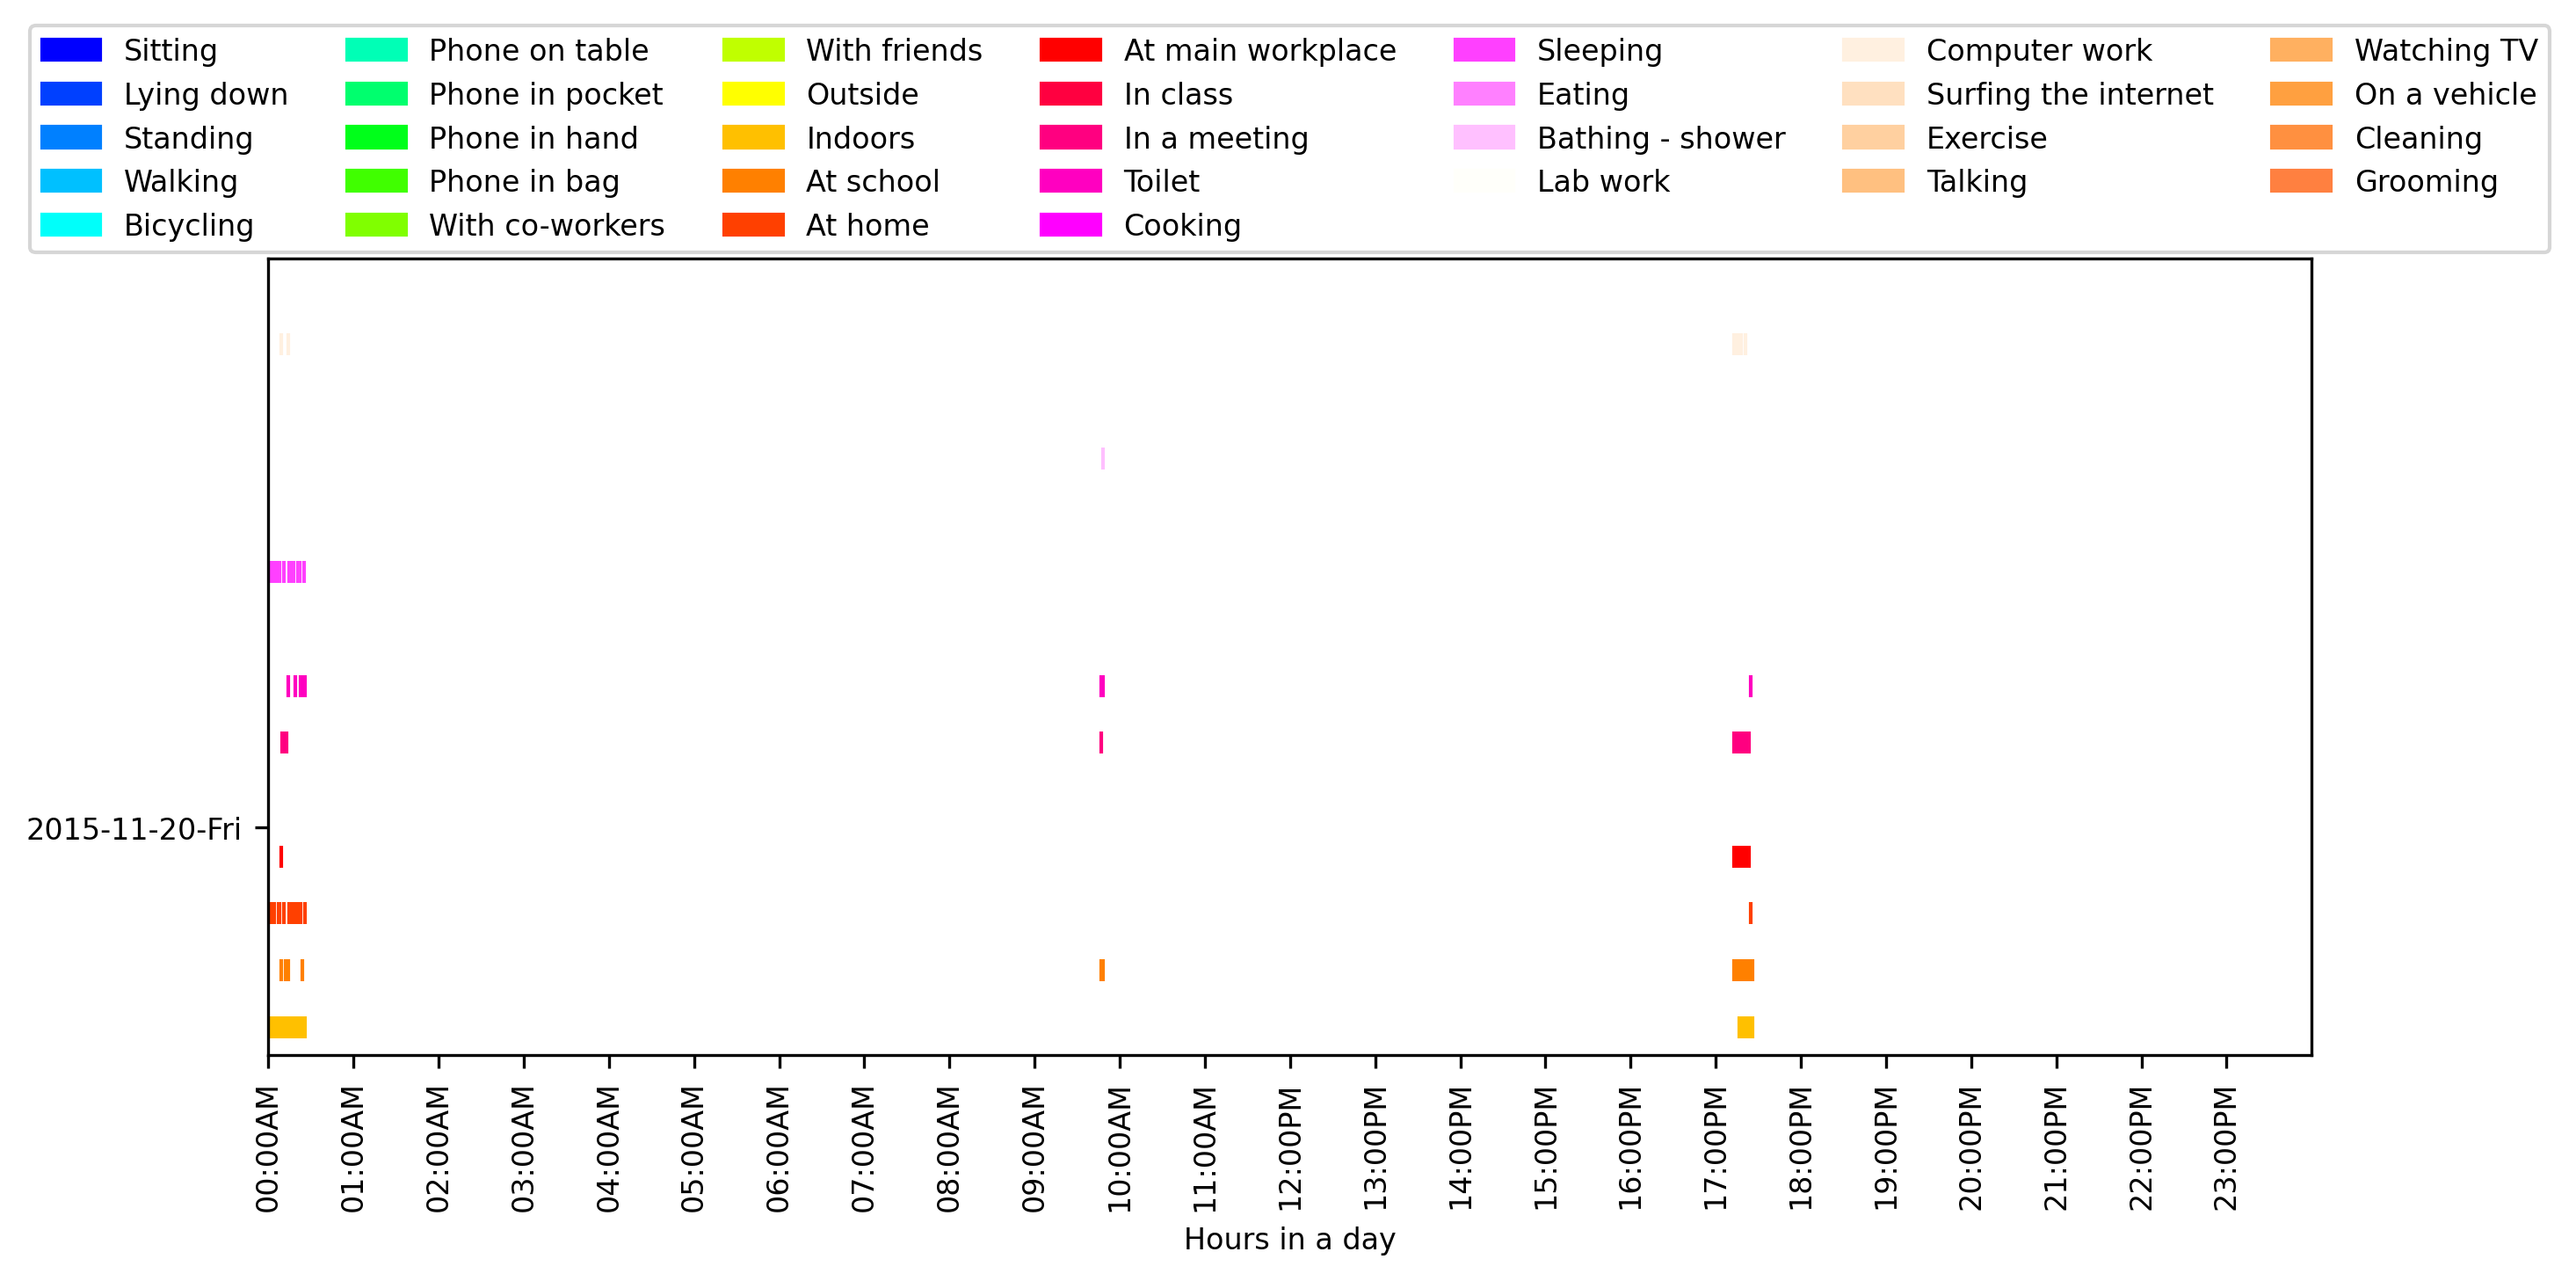 Sitting Phone on table With friends At main workplace Sleeping Computer work Watching TV
Lying down Phone in pocket Outside In class Eating Surfing the internet On a vehicle
Standing Phone in hand Indoors In a meeting Bathing - shower Exercise Cleaning
Walking Phone in bag At school Toilet Lab work Talking Grooming
Bicycling With co-workers At home Cooking
2015-11-20-Fri
00:00AM 01:00AM 02:00AM 03:00AM 04:00AM 05:00AM 06:00AM 07:00AM 08:00AM 09:00AM 10:00AM 11:00AM 12:00PM 13:00PM 14:00PM 15:00PM 16:00PM 17:00PM 18:00PM 19:00PM 20:00PM 21:00PM 22:00PM 23:00PM
Hours in a day